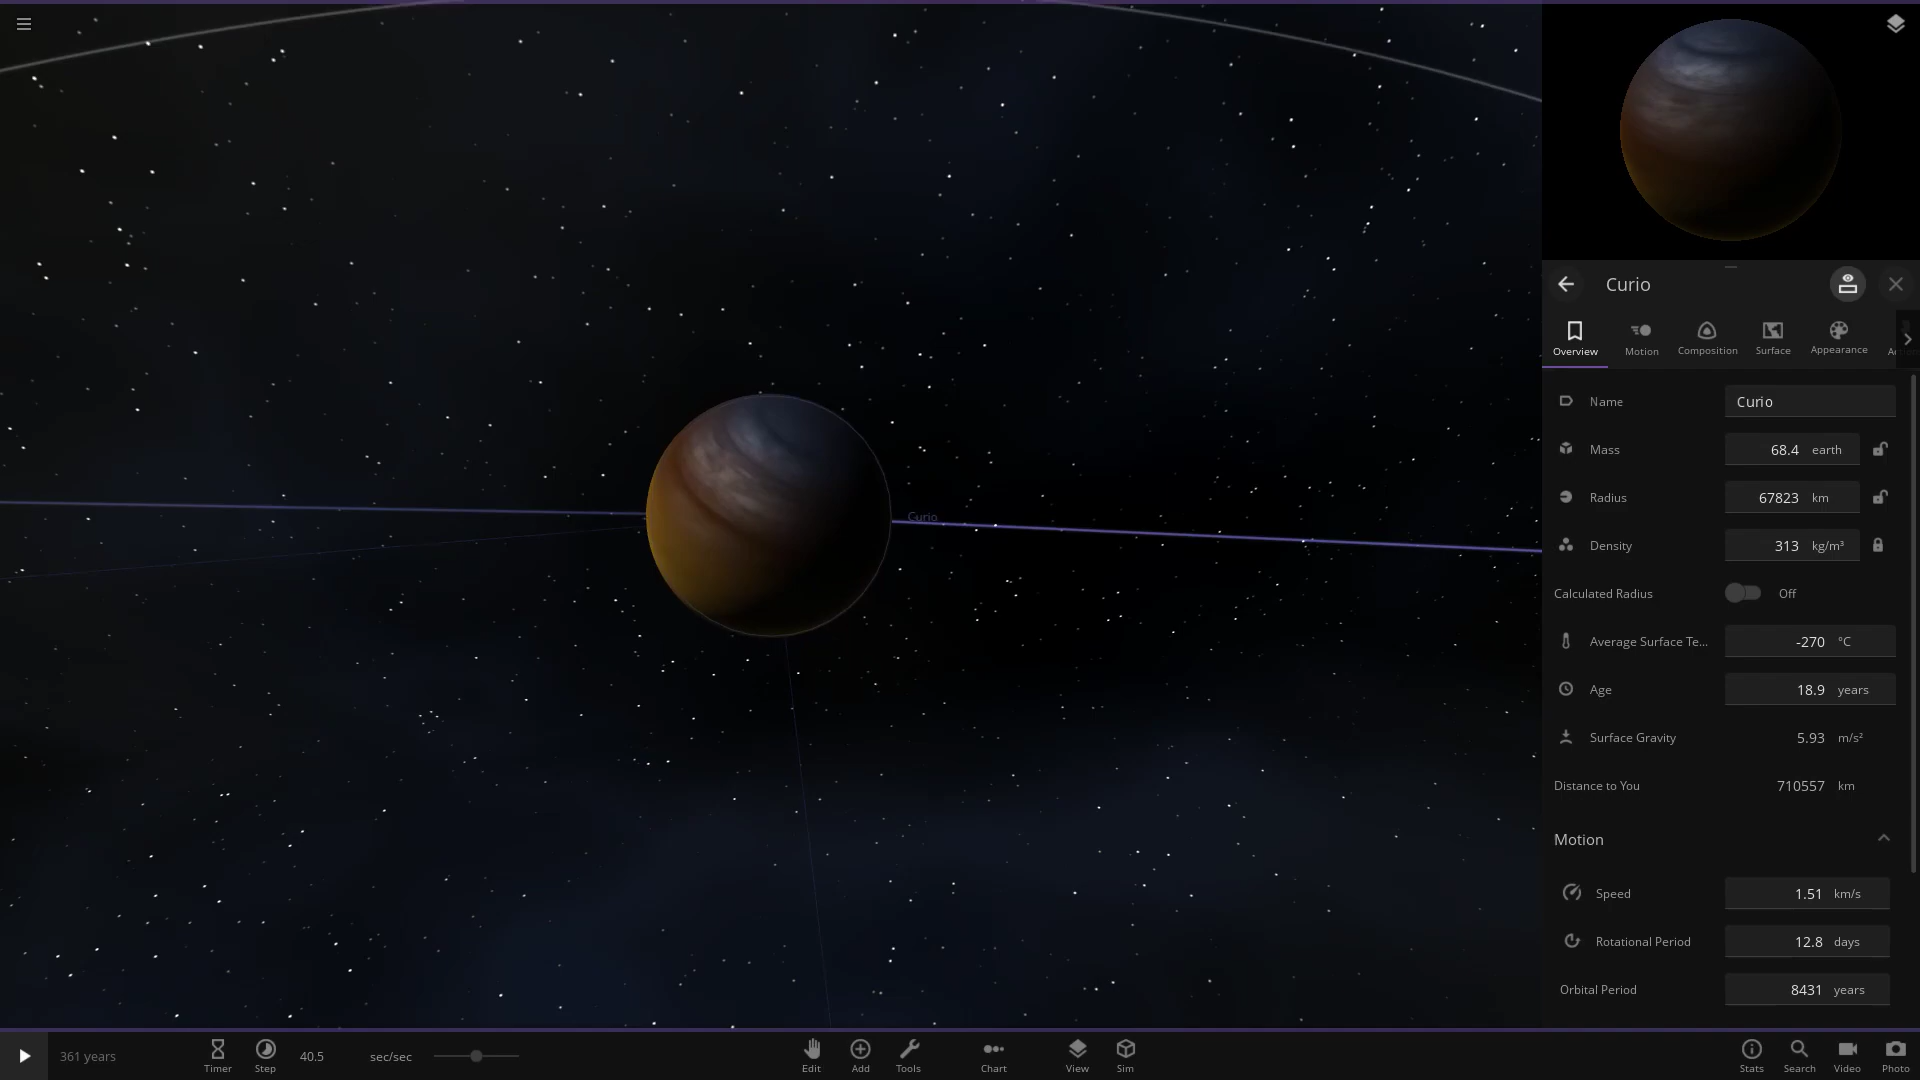 Curio
Curio
Overview
Motion
Composition
Surface
Appearance
Name Curio
Mass 68.4 earth
Radius 67823 km
Density 313 kg/m³
Calculated Radius Off
Average Surface Te... -270 °C
Age 18.9 years
Surface Gravity 5.93 m/s²
Distance to You 710557 km
Motion
Speed 1.51 km/s
Rotational Period 12.8 days
Orbital Period 8431 years
361 years
Timer
Step
40.5 sec/sec
Edit
Add
Tools
Chart
View
Sim
Stats
Search
Video
Photo